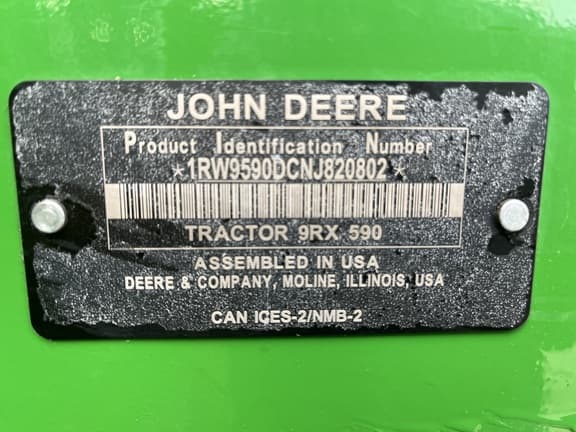 JOHN DEERE
Product Identification Number
*1RW9590DCNJ820802*
TRACTOR 9RX 590
ASSEMBLED IN USA
DEERE & COMPANY, MOLINE, ILLINOIS, USA
CAN ICES-2/NMB-2